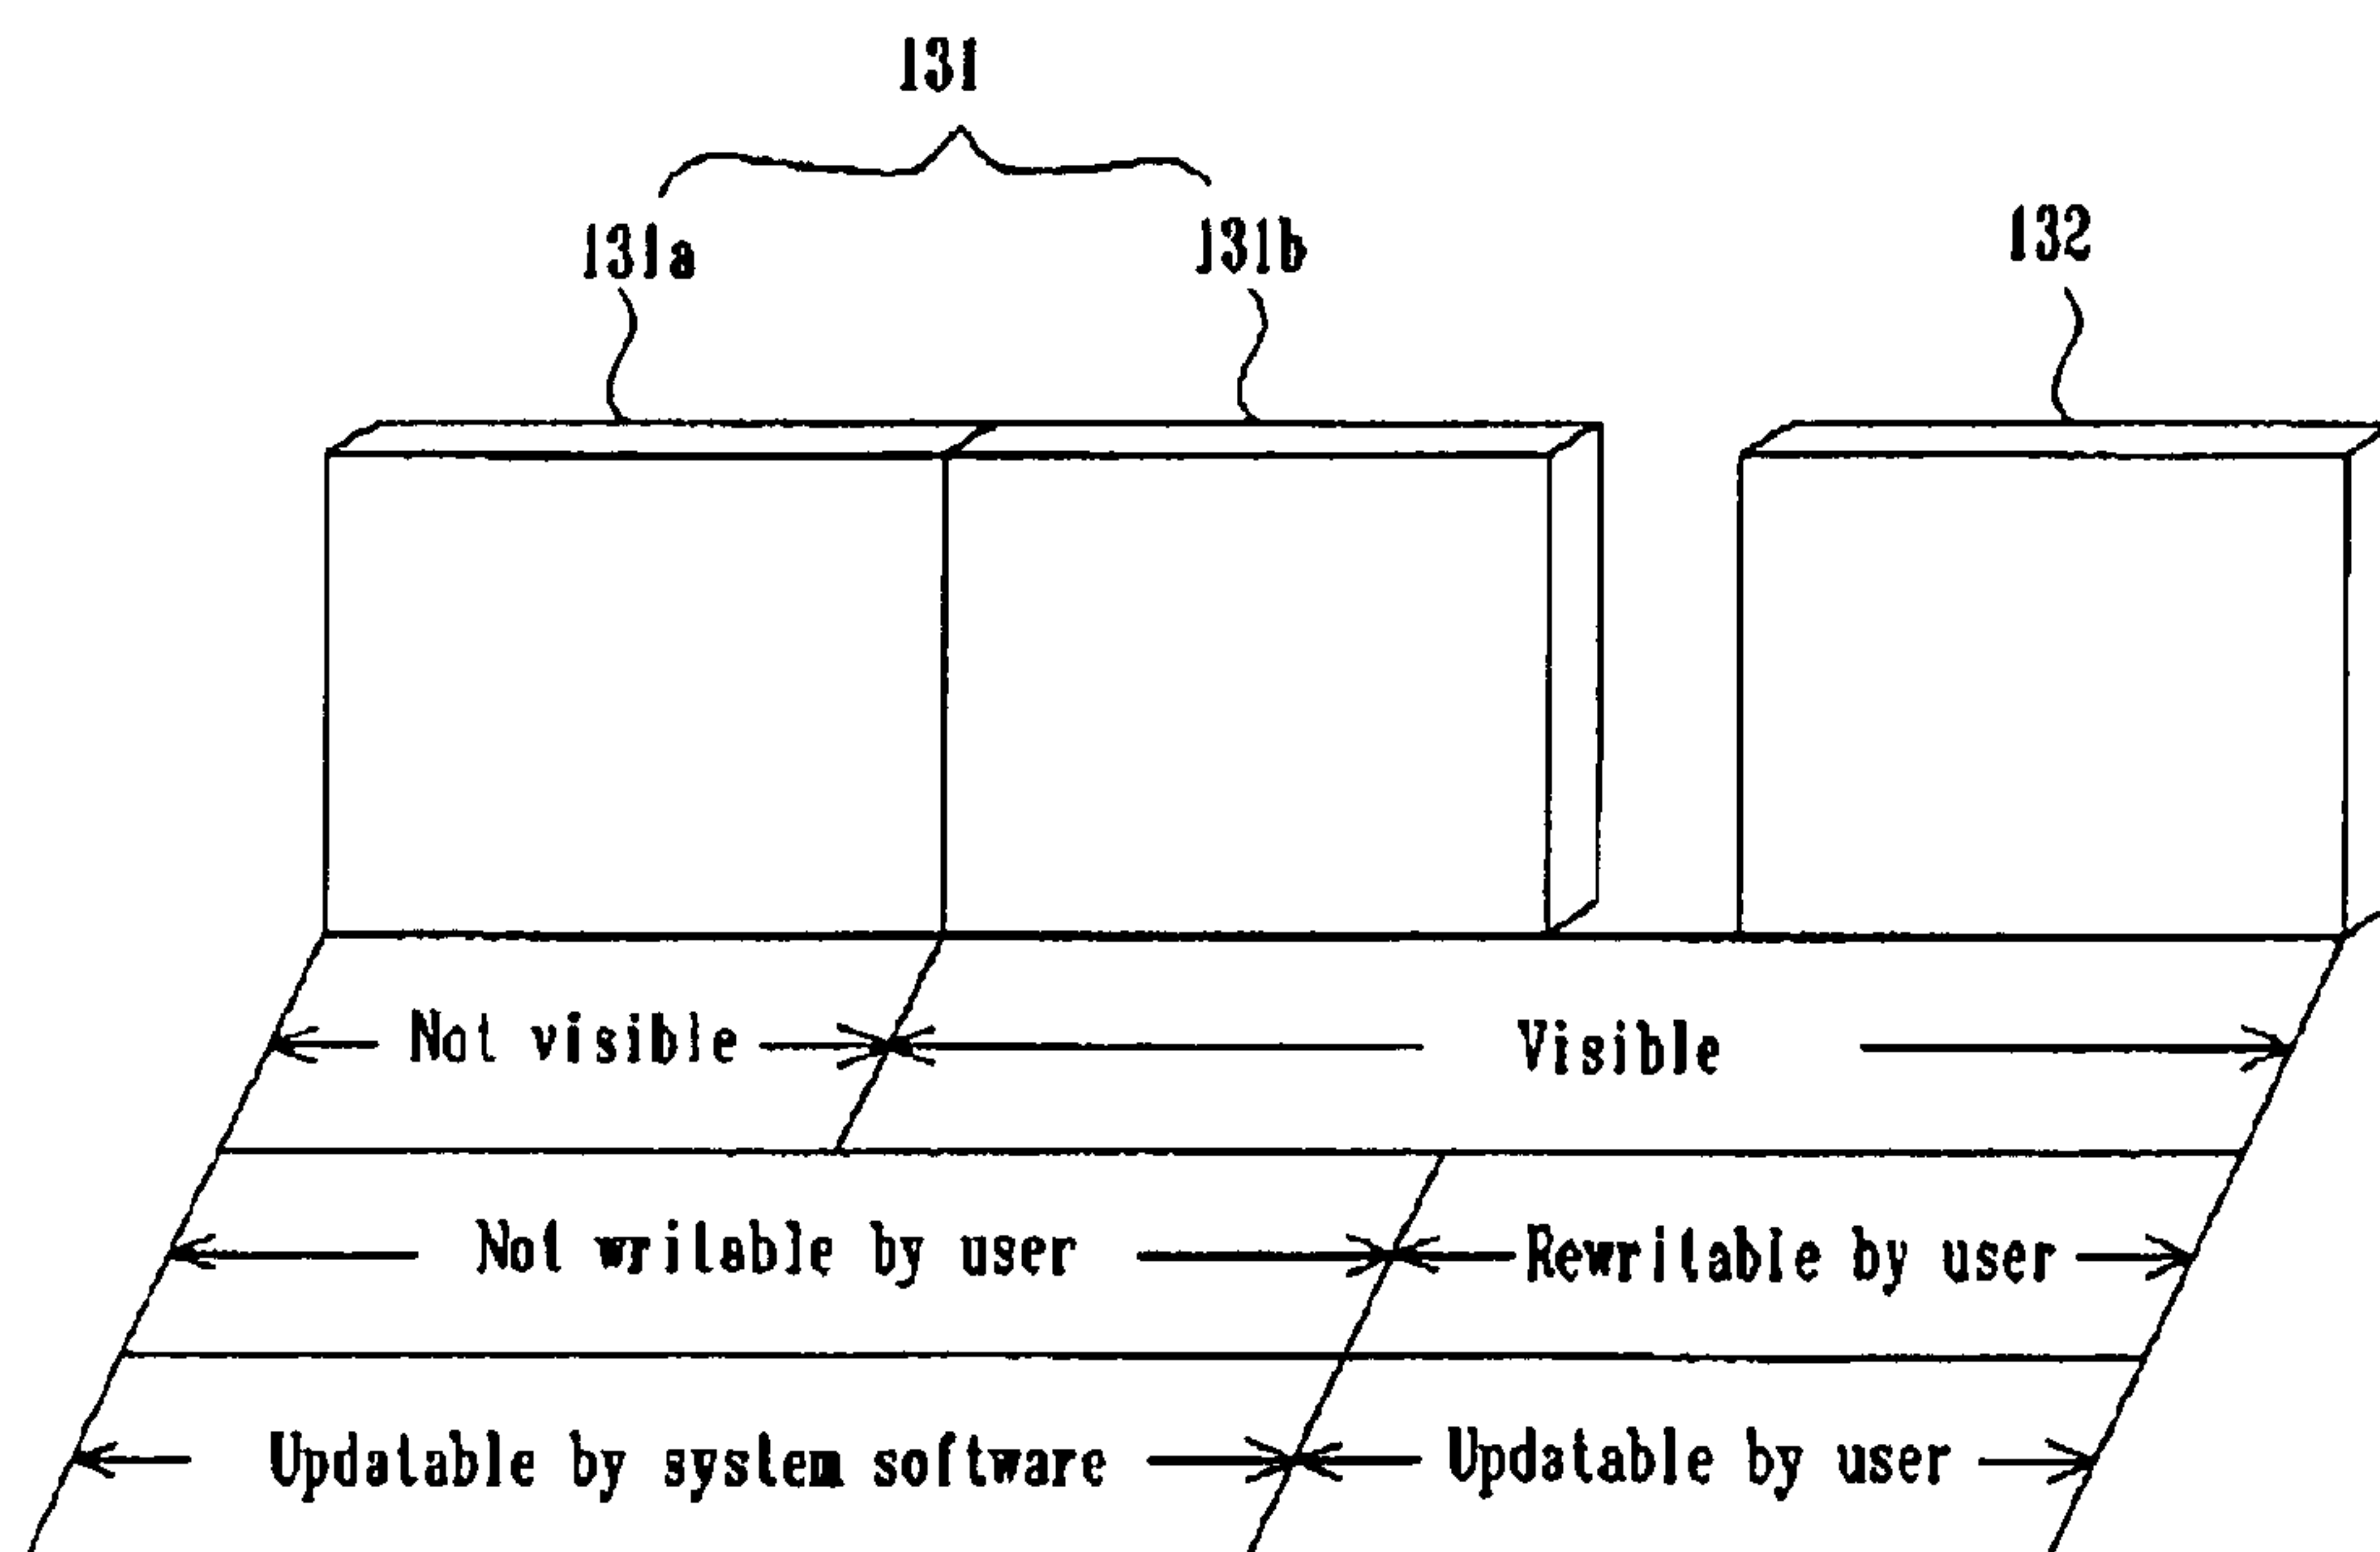 131
131a 131b 132
Not visible Visible
Not writable by user Rewritable by user
Updatable by system software Updatable by user